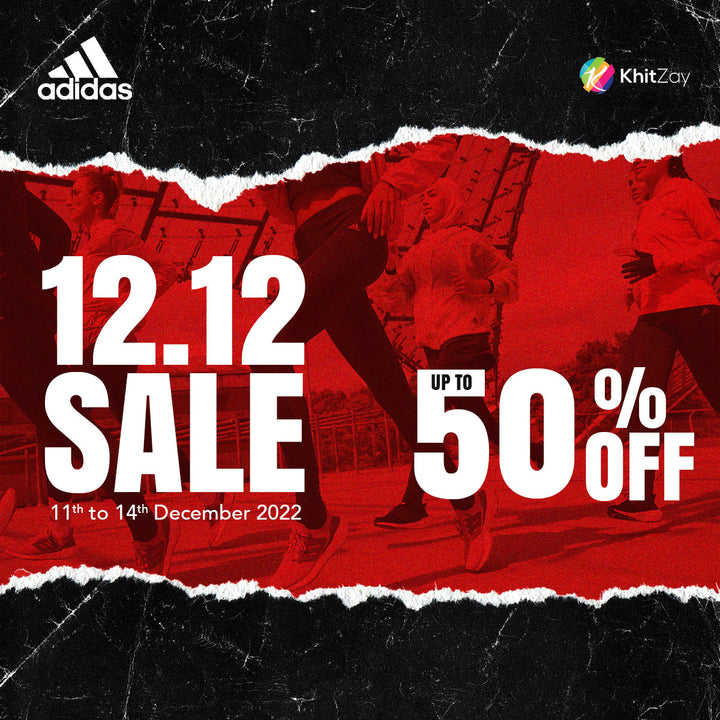 adidas
KhitZay
12.12
SALE
11th to 14th December 2022
UP TO
50% OFF